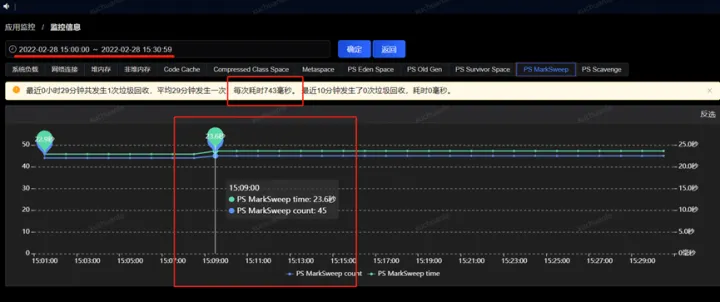 应用监控 / 监控信息
2022-02-28 15:00:00 ~ 2022-02-28 15:30:59 确定 返回
系统负载 网络连接 堆内存 非堆内存 Code Cache Compressed Class Space Metaspace PS Eden Space PS Old Gen PS Survivor Space PS MarkSweep PS Scavenge
最近0小时29分钟共发生1次垃圾回收，平均29分钟发生一次，每次耗时743毫秒。 最近10分钟发生了0次垃圾回收，耗时0毫秒。
反选
23.6秒
50 25.0秒
40 20.0秒
30 15.0秒
20 10.0秒
10 5.0秒
0 0毫秒
15:09:00
PS MarkSweep time: 23.6秒
PS MarkSweep count: 45
15:01:00 15:03:00 15:05:00 15:07:00 15:09:00 15:11:00 15:13:00 15:15:00 15:17:00 15:19:00 15:21:00 15:23:00 15:25:00 15:27:00 15:29:00
PS MarkSweep count PS MarkSweep time